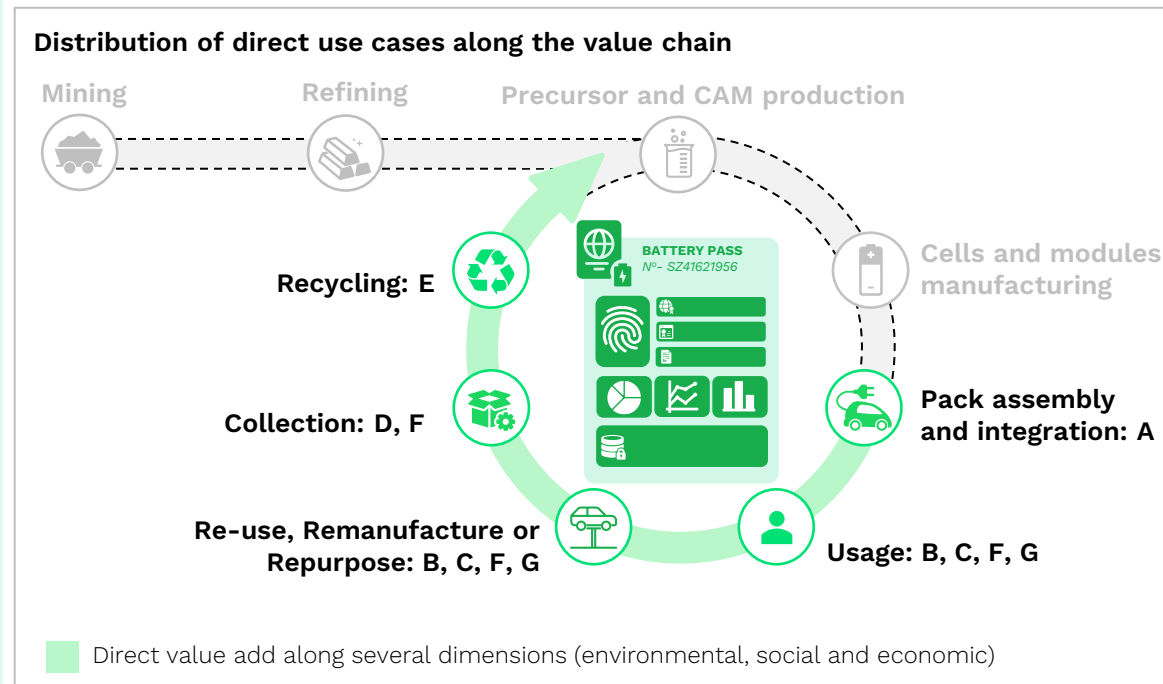 Distribution of direct use cases along the value chain
Mining
Refining
Precursor and CAM production
BATTERY PASS
Nº- SZ41621956
Cells and modules
manufacturing
Recycling: E
Collection: D, F
Pack assembly
and integration: A
Re-use, Remanufacture or
Repurpose: B, C, F, G
Usage: B, C, F, G
Direct value add along several dimensions (environmental, social and economic)